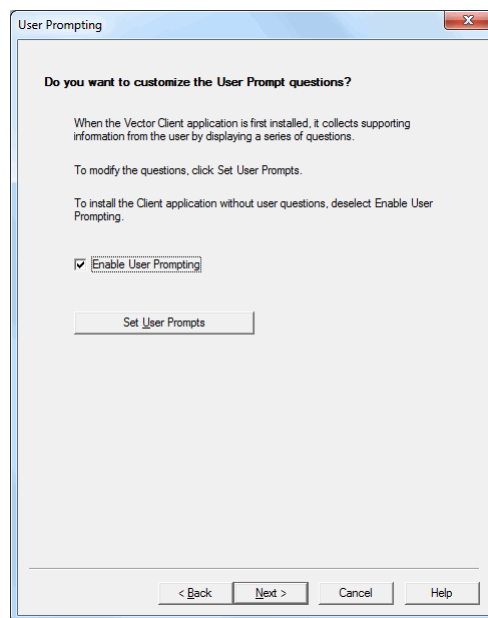 User Prompting
Do you want to customize the User Prompt questions?
When the Vector Client application is first installed, it collects supporting
information from the user by displaying a series of questions.
To modify the questions, click Set User Prompts.
To install the Client application without user questions, deselect Enable User
Prompting.
Enable User Prompting
Set User Prompts
< Back Next > Cancel Help